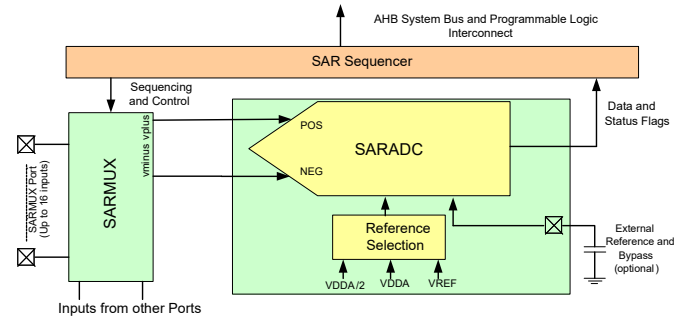 AHB System Bus and Programmable Logic
Interconnect
SAR Sequencer
Sequencing
and Control
Data and
Status Flags
vminus vplus
POS
SARADC
NEG
SARMUX
SARMUX Port
(Up to 16 inputs)
Reference
Selection
External
Reference and
Bypass
(optional)
VDDA/2
VDDA
VREF
Inputs from other Ports